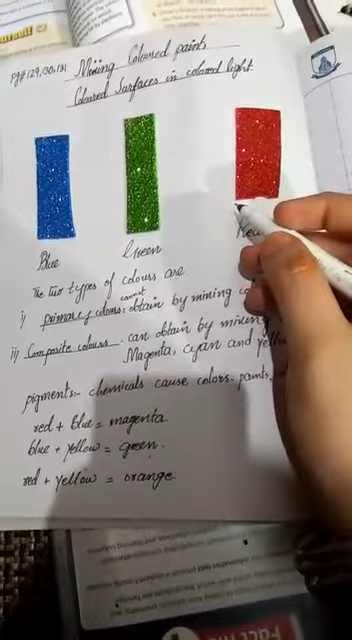 Pg# 129,130,131
Mixing Coloured paints
Coloured Surfaces in colored light.
Blue
Green
Red
The two types of colours are
i) primary colours: cannot obtain by mixing
ii) Composite colours:- can obtain by mixing
Magenta, cyan and yellow
pigments:- chemicals cause colors. paints,
red + blue = magenta.
blue + yellow = green.
red + yellow = orange.